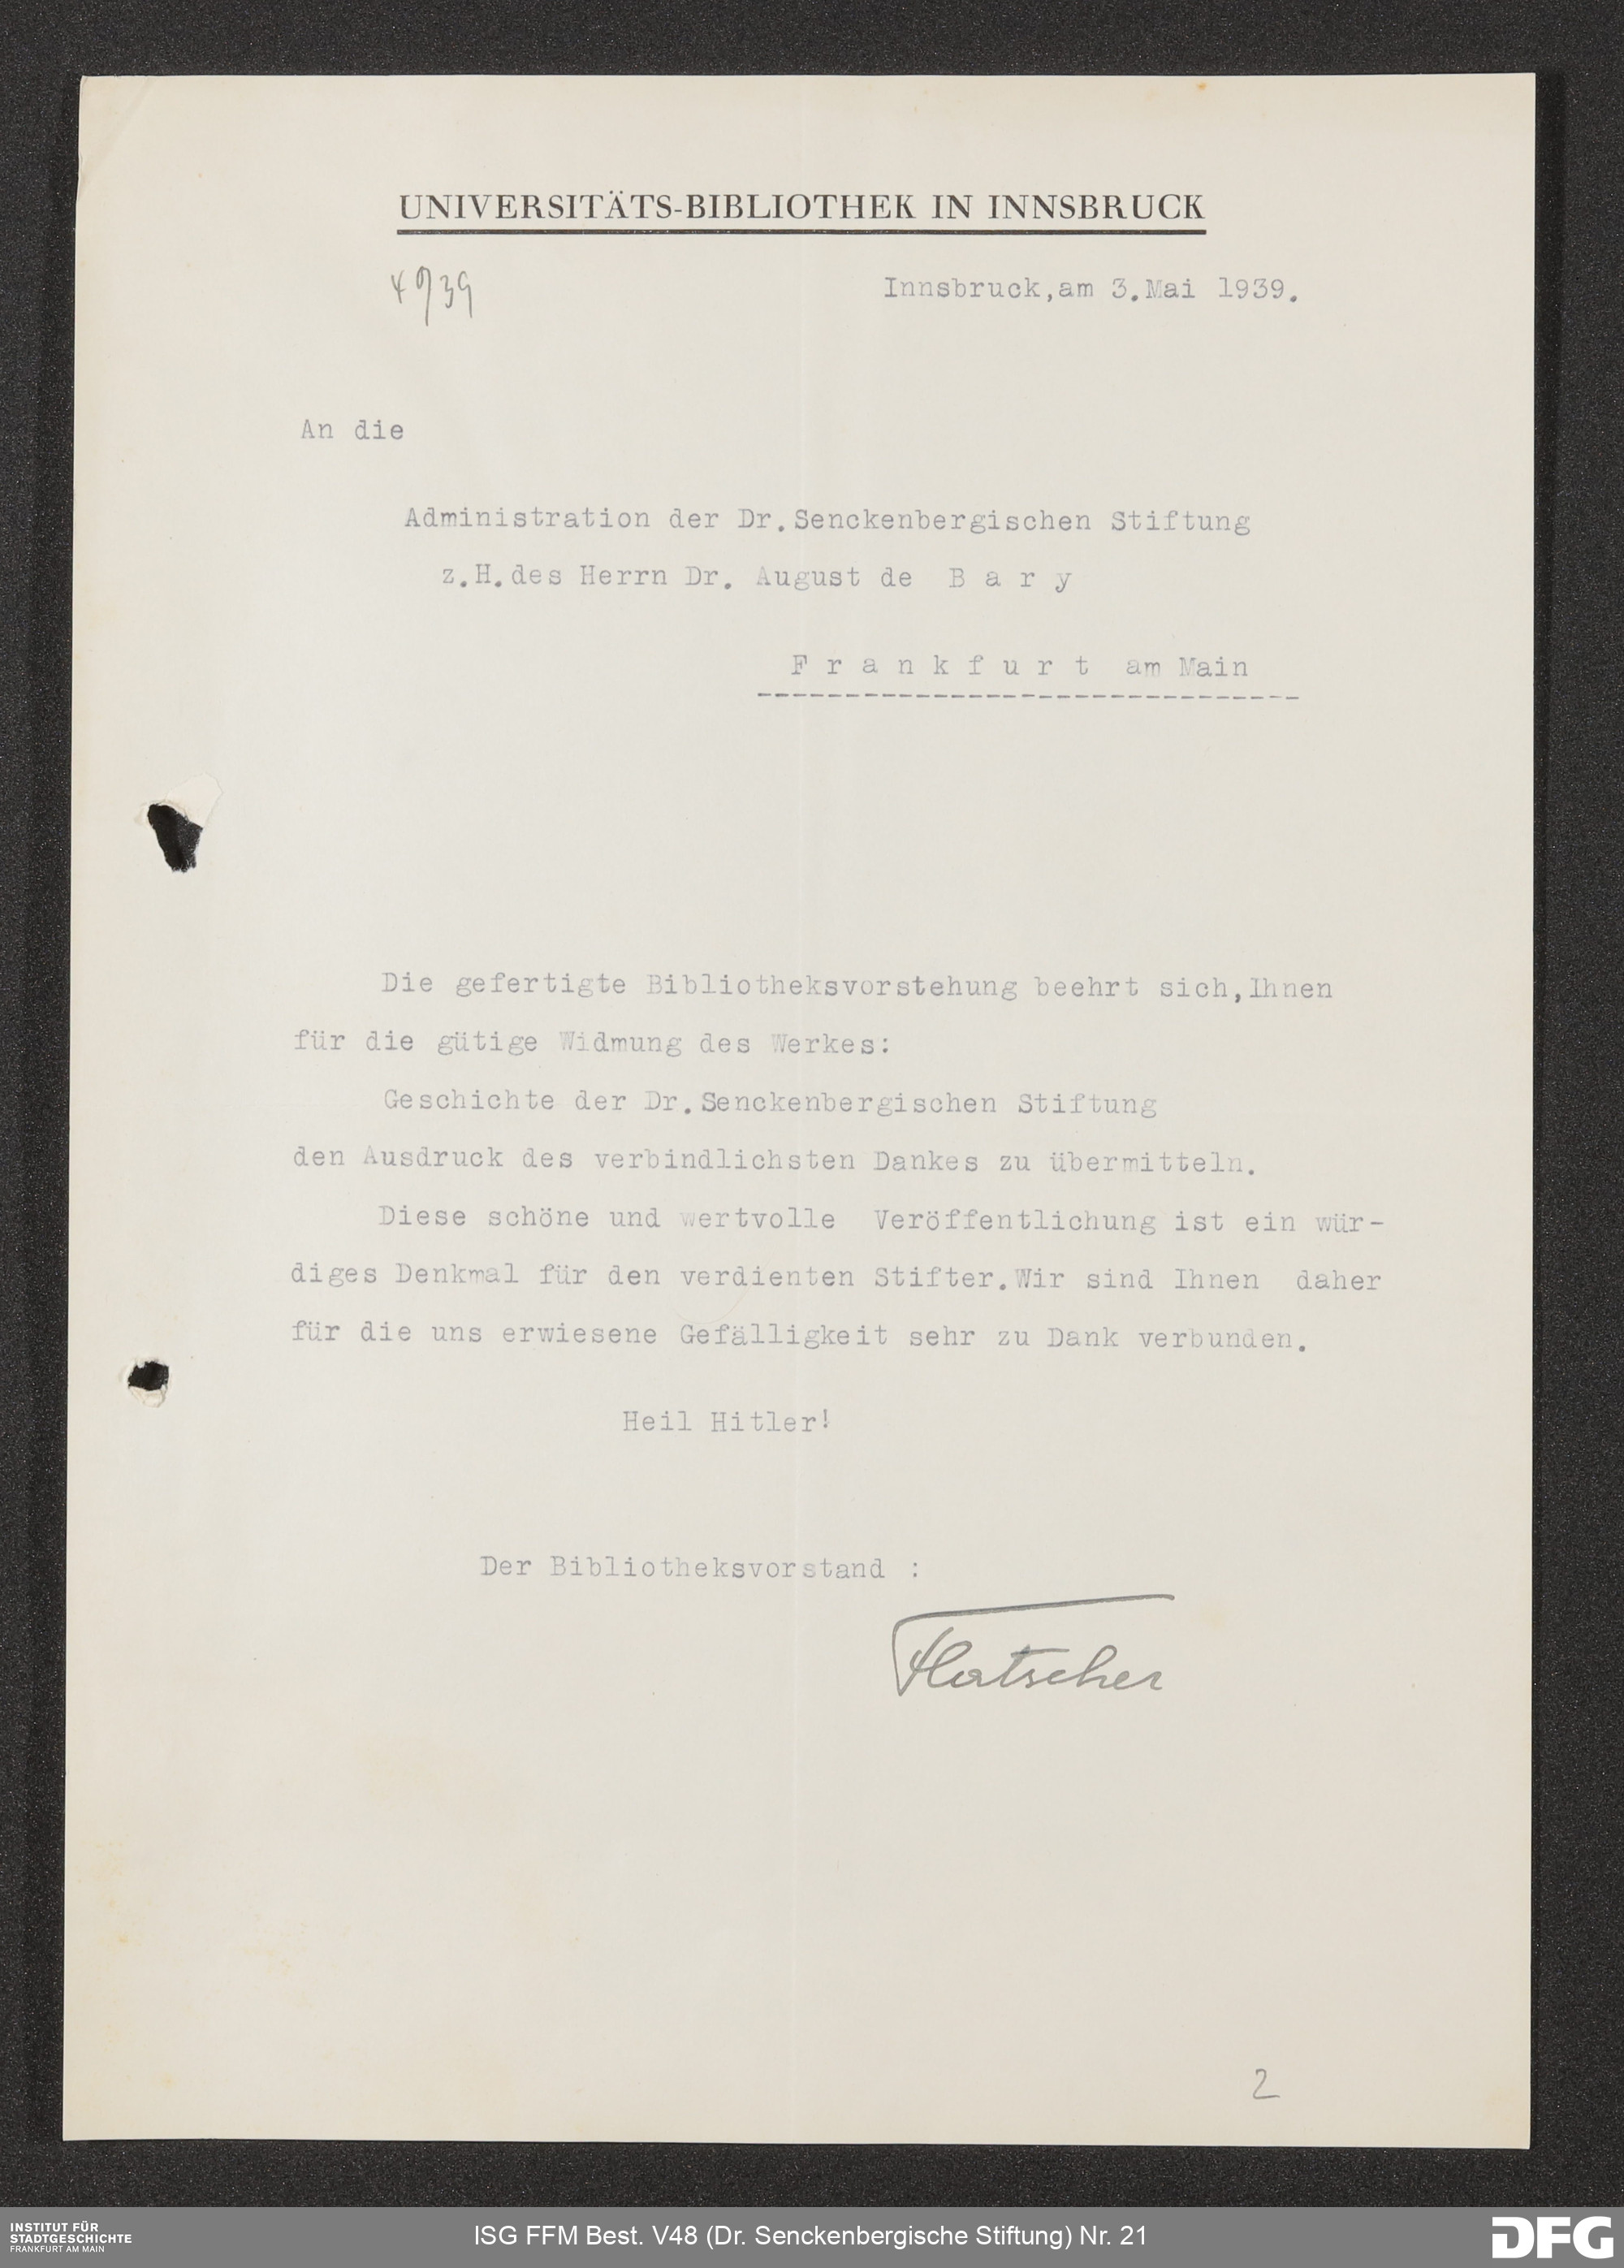 UNIVERSITÄTS-BIBLIOTHEK IN INNSBRUCK
Innsbruck,am 3.Mai 1939.
An die
Administration der Dr.Senckenbergischen Stiftung
z.H.des Herrn Dr. August de B a r y
F r a n k f u r t am Main
Die gefertigte Bibliotheksvorstehung beehrt sich,Ihnen
für die gütige Widmung des Werkes:
Geschichte der Dr.Senckenbergischen Stiftung
den Ausdruck des verbindlichsten Dankes zu übermitteln.
Diese schöne und wertvolle Veröffentlichung ist ein wür-
diges Denkmal für den verdienten Stifter.Wir sind Ihnen daher
für die uns erwiesene Gefälligkeit sehr zu Dank verbunden.
Heil Hitler!
Der Bibliotheksvorstand :
Flatscher
2
INSTITUT FÜR
STADTGESCHICHTE
FRANKFURT AM MAIN
ISG FFM Best. V48 (Dr. Senckenbergische Stiftung) Nr. 21
DFG